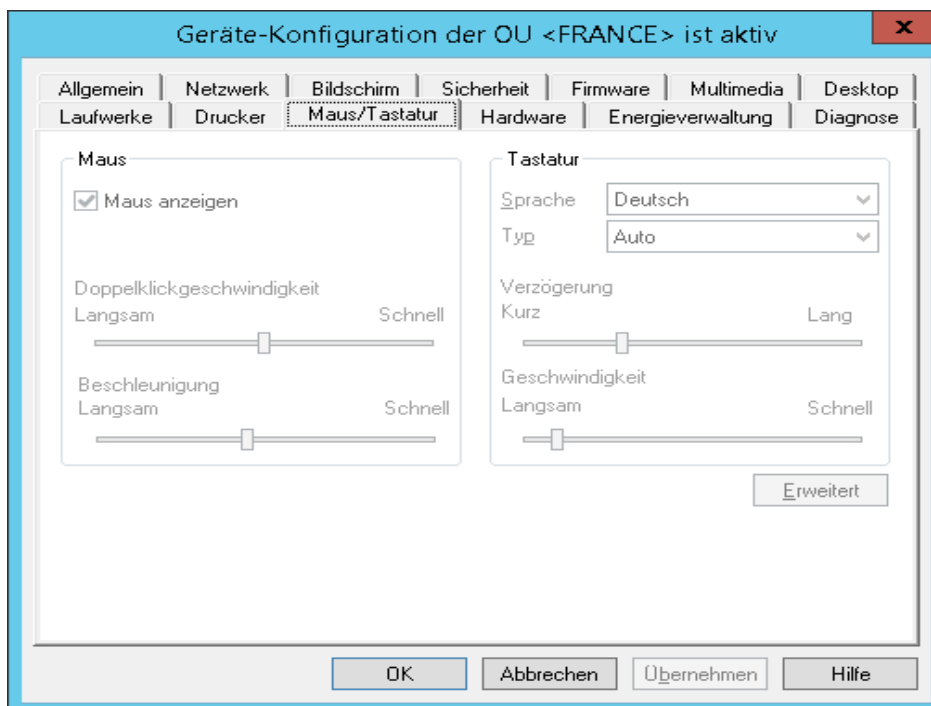 Geräte-Konfiguration der OU <FRANCE> ist aktiv
x
Allgemein Netzwerk Bildschirm Sicherheit Firmware Multimedia Desktop
Laufwerke Drucker Maus/Tastatur Hardware Energieverwaltung Diagnose
Maus
Maus anzeigen
Doppelklickgeschwindigkeit
Langsam Schnell
Beschleunigung
Langsam Schnell
Tastatur
Sprache Deutsch
Typ Auto
Verzögerung
Kurz Lang
Geschwindigkeit
Langsam Schnell
Erweitert
OK Abbrechen Übernehmen Hilfe